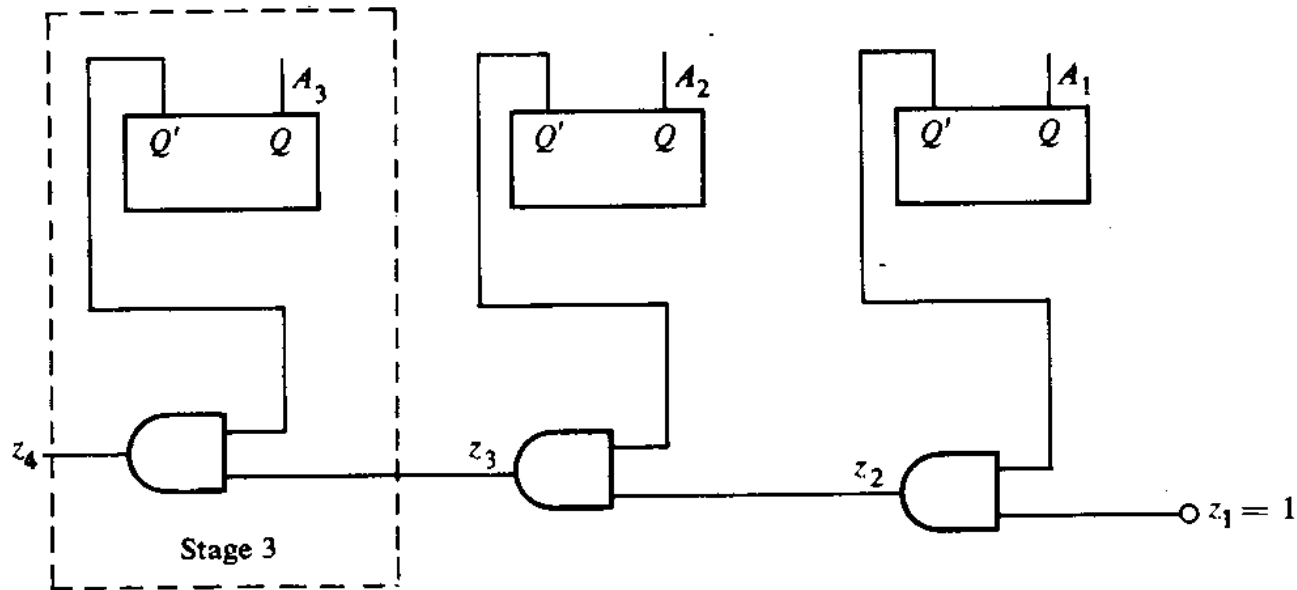 A₃ A₂ A₁
Q' Q Q' Q Q' Q
z₄ z₃ z₂ z₁ = 1
Stage 3